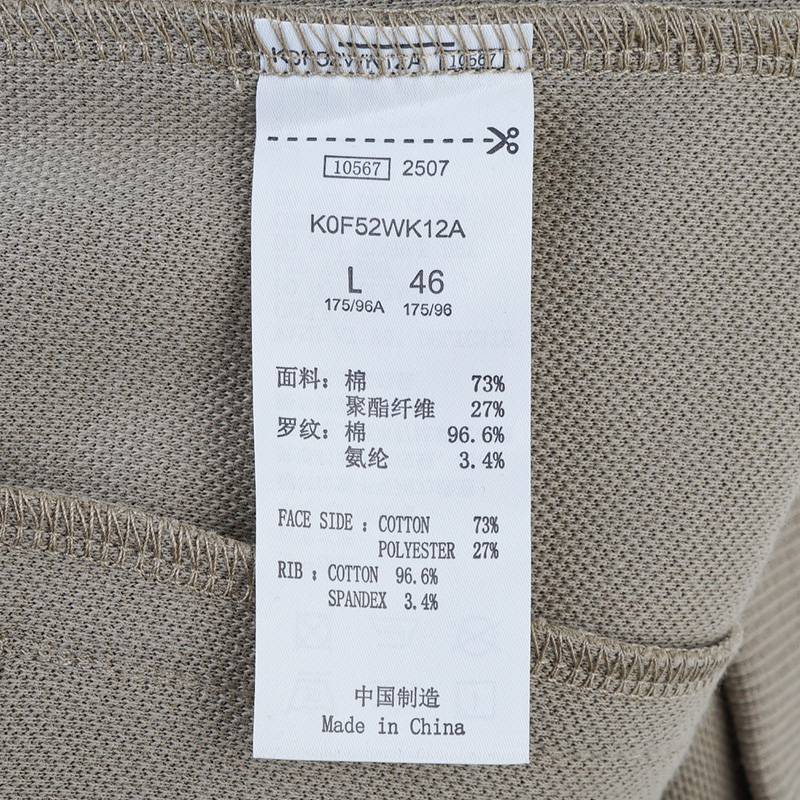 K0F52WK12A 10567
10567 2507
K0F52WK12A
L 46
175/96A 175/96
面料： 棉 73%
聚酯纤维 27%
罗纹： 棉 96.6%
氨纶 3.4%
FACE SIDE : COTTON 73%
POLYESTER 27%
RIB : COTTON 96.6%
SPANDEX 3.4%
中国制造
Made in China